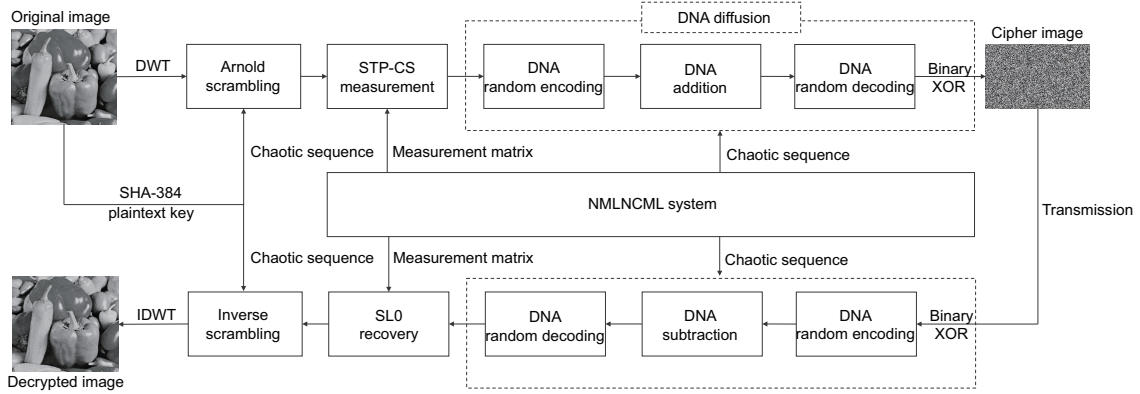 Original image
DNA diffusion
Cipher image
DWT
Arnold
scrambling
STP-CS
measurement
DNA
random encoding
DNA
addition
DNA
random decoding
Binary
XOR
Chaotic sequence
Measurement matrix
Chaotic sequence
SHA-384
plaintext key
NMLNCML system
Transmission
Chaotic sequence
Measurement matrix
Chaotic sequence
IDWT
Inverse
scrambling
SL0
recovery
DNA
random decoding
DNA
subtraction
DNA
random encoding
Binary
XOR
Decrypted image